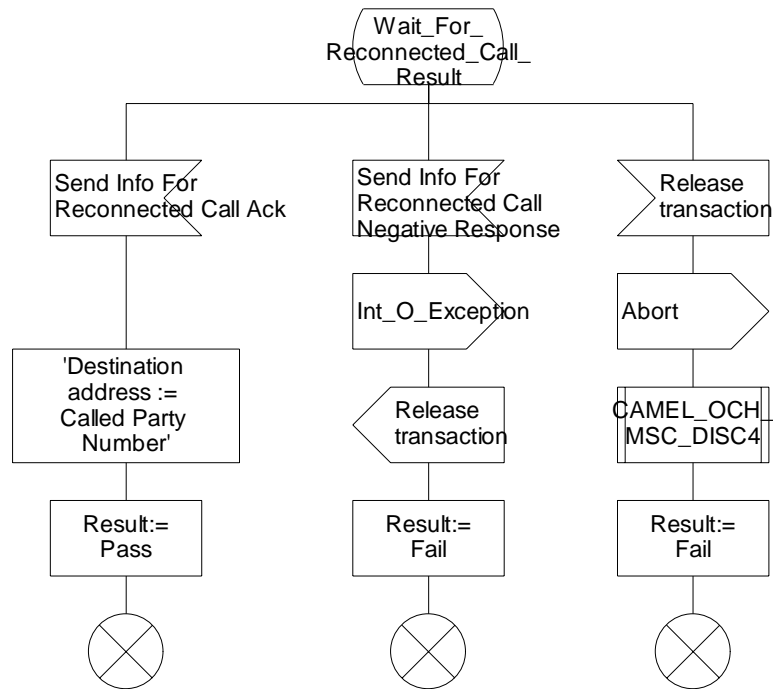 Wait_For_
Reconnected_Call_
Result
Send Info For
Reconnected Call Ack
Send Info For
Reconnected Call
Negative Response
Release
transaction
Int_O_Exception
Abort
'Destination
address :=
Called Party
Number'
Release
transaction
CAMEL_OCH_
MSC_DISC4
Result:=
Pass
Result:=
Fail
Result:=
Fail